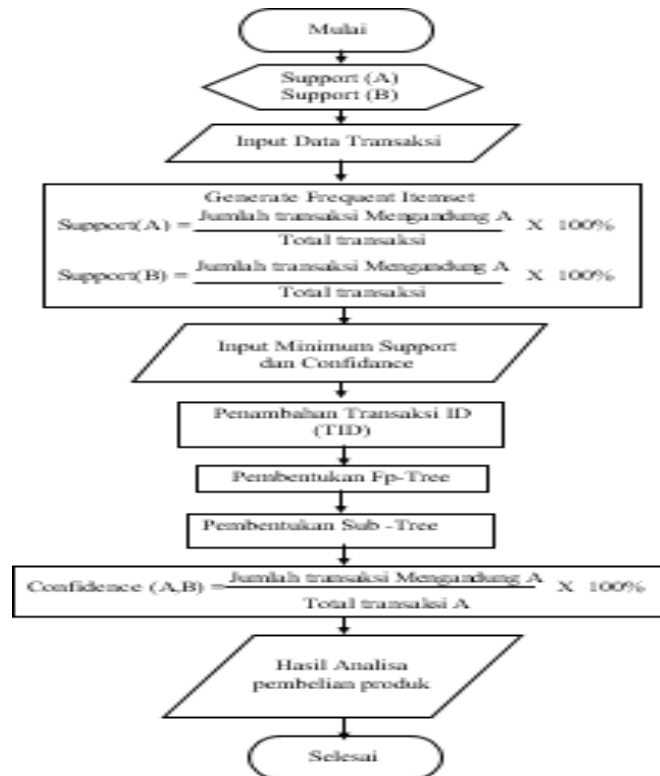 Mulai
Support (A)
Support (B)
Input Data Transaksi
Generate Frequent Itemset
Support(A) = Jumlah transaksi Mengandung A X 100%
Total transaksi
Support(B) = Jumlah transaksi Mengandung A X 100%
Total transaksi
Input Minimum Support
dan Confidance
Penambahan Transaksi ID
(TID)
Pembentukan Fp-Tree
Pembentukan Sub -Tree
Confidence (A,B) = Jumlah transaksi Mengandung A X 100%
Total transaksi A
Hasil Analisa
pembelian produk
Selesai